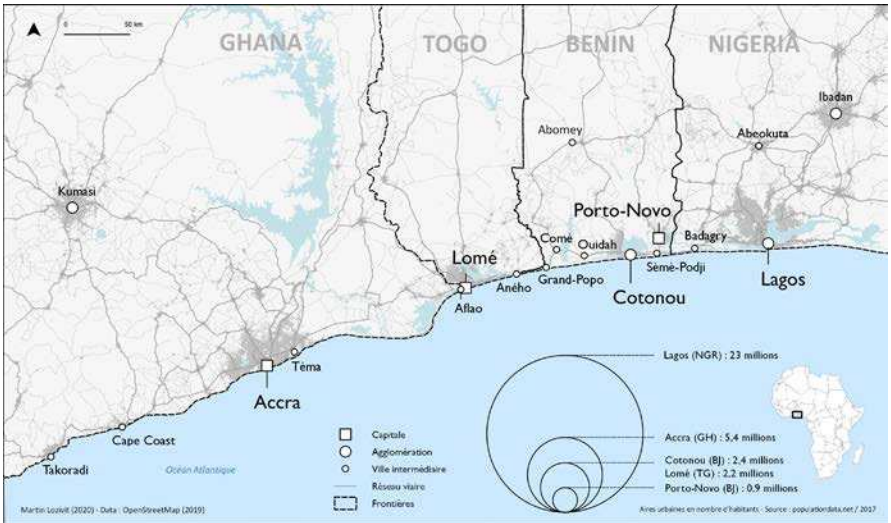 50 km
GHANA
TOGO
BENIN
NIGERIA
Ibadan
Abomey
Abeokuta
Kumasi
Porto-Novo
Comé
Ouidah
Badagry
Lomé
Aného
Grand-Popo
Sèmè-Podji
Aflao
Cotonou
Lagos
Téma
Accra
Cape Coast
Takoradi
Océan Atlantique
Capitale
Agglomération
Ville intermédiaire
Réseau viaire
Frontières
Lagos (NGR) : 23 millions
Accra (GH) : 5,4 millions
Cotonou (BJ) : 2,4 millions
Lomé (TG) : 2,2 millions
Porto-Novo (BJ) : 0,9 millions
Martin Lozivit (2020) - Data : OpenStreetMap (2019)
Aires urbaines en nombre d'habitants - Source : populationdata.net / 2017